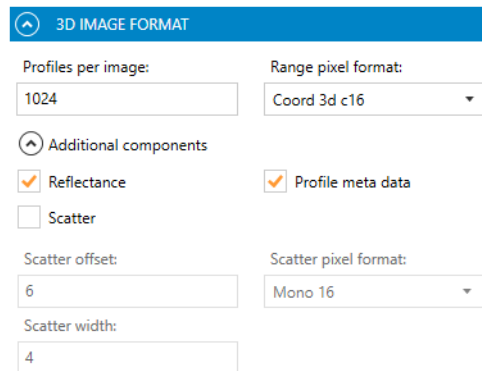 3D IMAGE FORMAT
Profiles per image: Range pixel format:
1024 Coord 3d c16
Additional components
Reflectance Profile meta data
Scatter
Scatter offset: Scatter pixel format:
6 Mono 16
Scatter width:
4